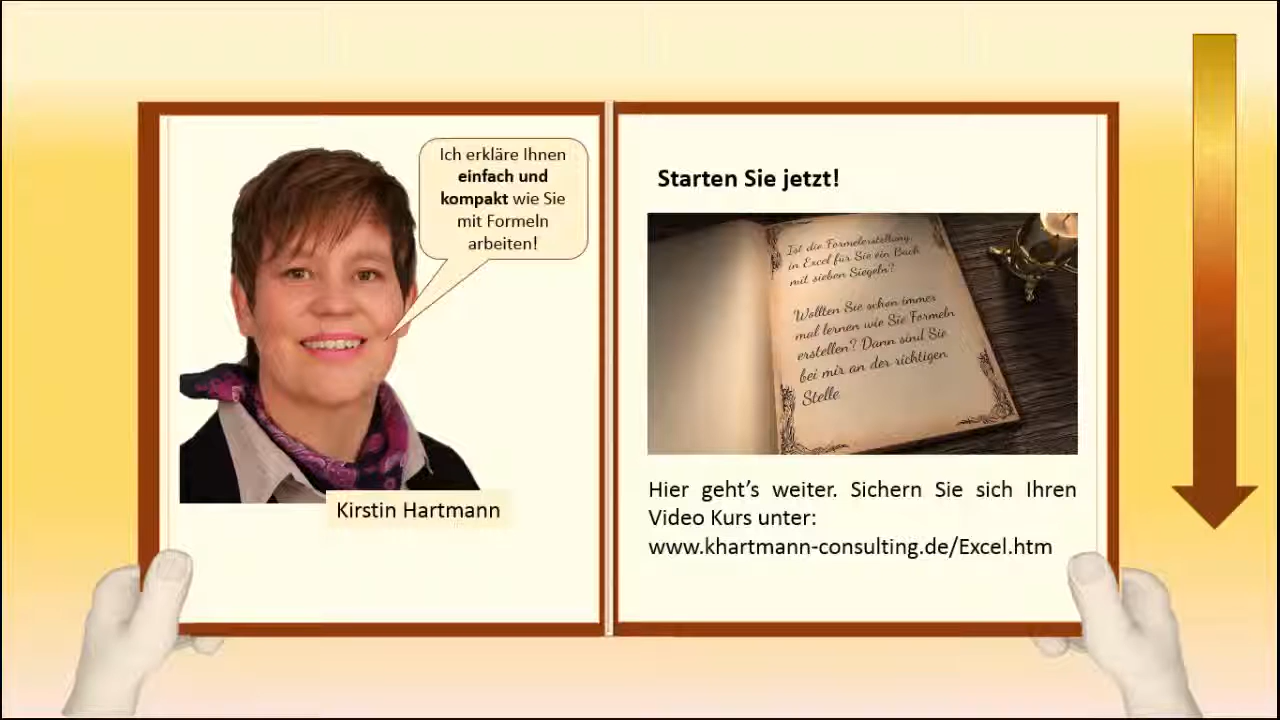 Ich erkläre Ihnen
einfach und
kompakt wie Sie
mit Formeln
arbeiten!
Kirstin Hartmann
Starten Sie jetzt!
Ist die Formelerstellung
in Excel für Sie ein Buch
mit sieben Siegeln?
Wollten Sie schon immer
mal lernen wie Sie Formeln
erstellen? Dann sind Sie
bei mir an der richtigen
Stelle
Hier geht’s weiter. Sichern Sie sich Ihren
Video Kurs unter:
www.khartmann-consulting.de/Excel.htm